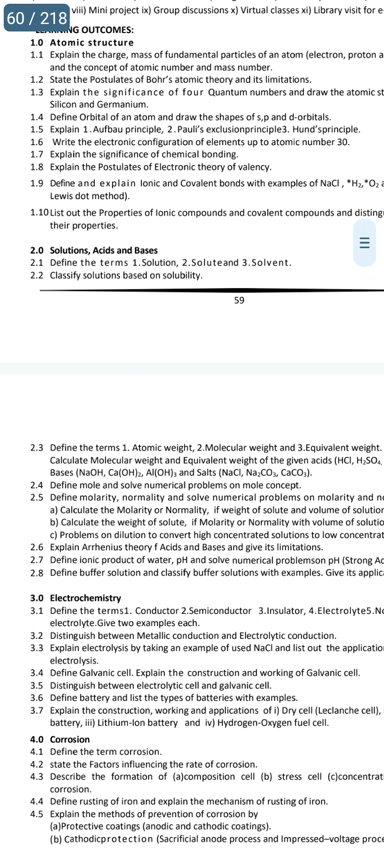 viii) Mini project ix) Group discussions x) Virtual classes xi) Library visit for e-
60 / 218
NG OUTCOMES:
1.0 Atomic structure
1.1 Explain the charge, mass of fundamental particles of an atom (electron, proton a
and the concept of atomic number and mass number.
1.2 State the Postulates of Bohr's atomic theory and its limitations.
1.3 Explain the significance of four Quantum numbers and draw the atomic st
Silicon and Germanium.
1.4 Define Orbital of an atom and draw the shapes of s,p and d-orbitals.
1.5 Explain 1.Aufbau principle, 2.Pauli's exclusionprinciple3. Hund'sprinciple.
1.6 Write the electronic configuration of elements up to atomic number 30.
1.7 Explain the significance of chemical bonding.
1.8 Explain the Postulates of Electronic theory of valency.
1.9 Define and explain Ionic and Covalent bonds with examples of NaCl , *H₂,*O₂ a
Lewis dot method).
1.10 List out the Properties of Ionic compounds and covalent compounds and disting
their properties.
2.0 Solutions, Acids and Bases
2.1 Define the terms 1.Solution, 2.Soluteand 3.Solvent.
2.2 Classify solutions based on solubility.
59
2.3 Define the terms 1. Atomic weight, 2.Molecular weight and 3.Equivalent weight.
Calculate Molecular weight and Equivalent weight of the given acids (HCl, H₂SO₄,
Bases (NaOH, Ca(OH)₂, Al(OH)₃ and Salts (NaCl, Na₂CO₃, CaCO₃).
2.4 Define mole and solve numerical problems on mole concept.
2.5 Define molarity, normality and solve numerical problems on molarity and no
a) Calculate the Molarity or Normality, if weight of solute and volume of solution
b) Calculate the weight of solute, if Molarity or Normality with volume of solutio
c) Problems on dilution to convert high concentrated solutions to low concentrat
2.6 Explain Arrhenius theory f Acids and Bases and give its limitations.
2.7 Define ionic product of water, pH and solve numerical problemson pH (Strong Ac
2.8 Define buffer solution and classify buffer solutions with examples. Give its applica
3.0 Electrochemistry
3.1 Define the terms1. Conductor 2.Semiconductor 3.Insulator, 4.Electrolyte5.No
electrolyte.Give two examples each.
3.2 Distinguish between Metallic conduction and Electrolytic conduction.
3.3 Explain electrolysis by taking an example of used NaCl and list out the application
electrolysis.
3.4 Define Galvanic cell. Explain the construction and working of Galvanic cell.
3.5 Distinguish between electrolytic cell and galvanic cell.
3.6 Define battery and list the types of batteries with examples.
3.7 Explain the construction, working and applications of i) Dry cell (Leclanche cell),
battery, iii) Lithium-Ion battery and iv) Hydrogen-Oxygen fuel cell.
4.0 Corrosion
4.1 Define the term corrosion.
4.2 state the Factors influencing the rate of corrosion.
4.3 Describe the formation of (a)composition cell (b) stress cell (c)concentrat
corrosion.
4.4 Define rusting of iron and explain the mechanism of rusting of iron.
4.5 Explain the methods of prevention of corrosion by
(a)Protective coatings (anodic and cathodic coatings).
(b) Cathodicprotection (Sacrificial anode process and Impressed–voltage proce